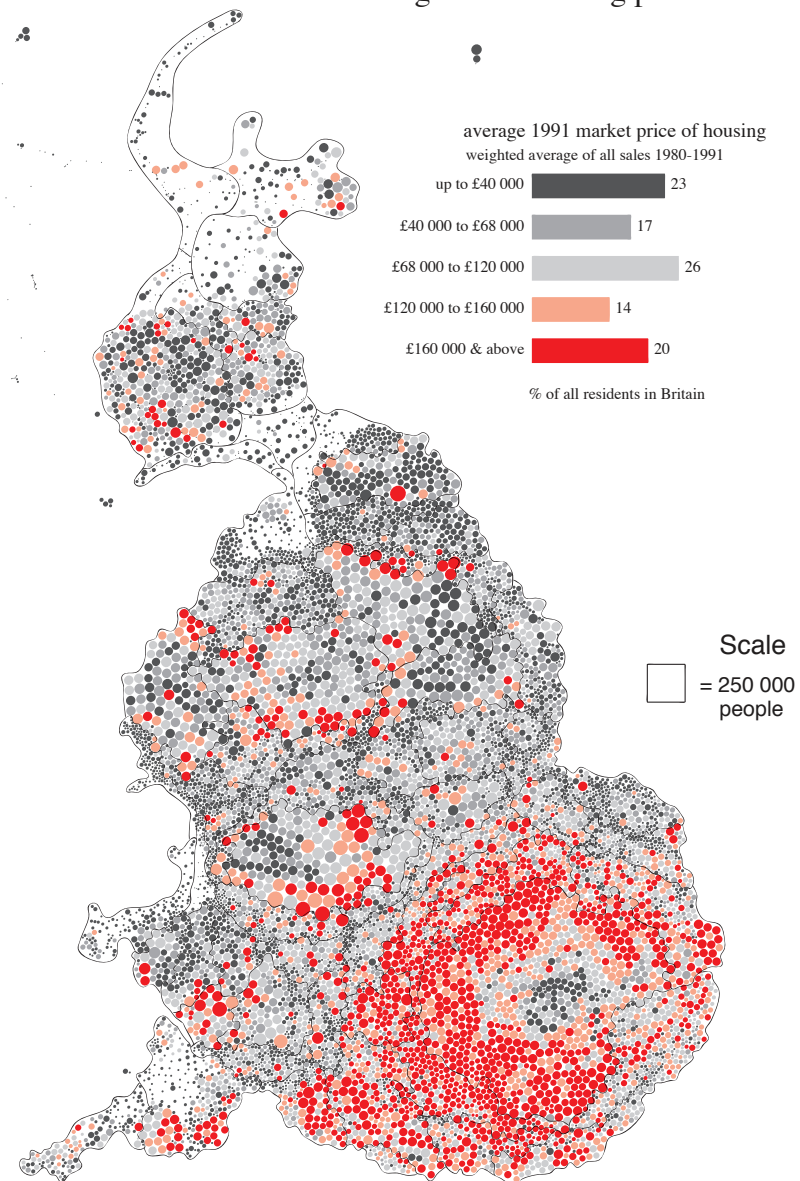 average 1991 market price of housing
weighted average of all sales 1980-1991
up to £40 000 23
£40 000 to £68 000 17
£68 000 to £120 000 26
£120 000 to £160 000 14
£160 000 & above 20
% of all residents in Britain
Scale
= 250 000
people